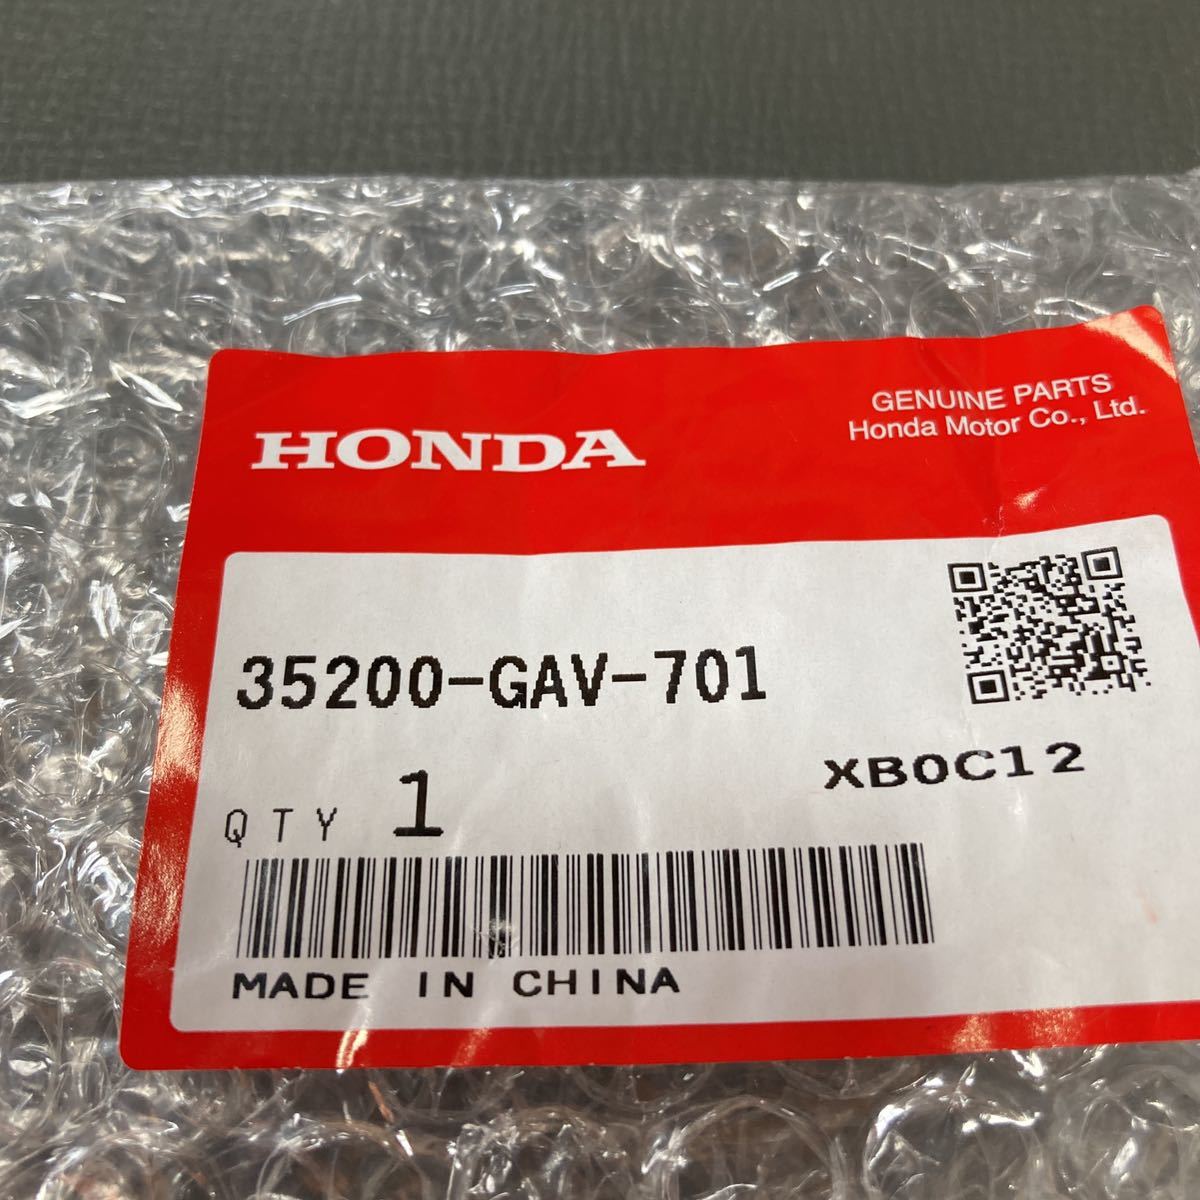 HONDA
GENUINE PARTS
Honda Motor Co., Ltd.
35200-GAV-701
XB0C12
QTY 1
MADE IN CHINA